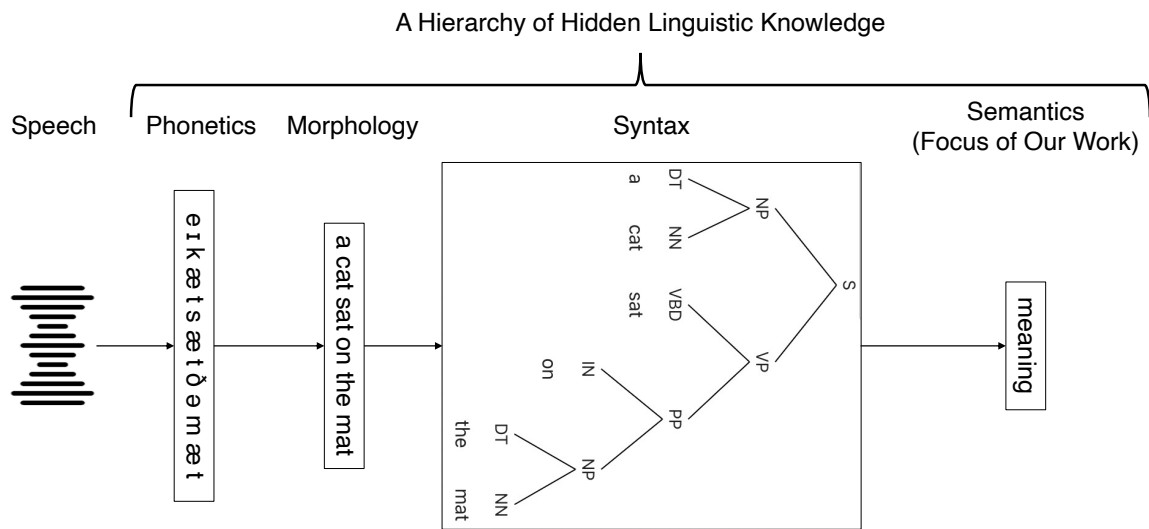 A Hierarchy of Hidden Linguistic Knowledge
Speech
Phonetics
Morphology
Syntax
Semantics
(Focus of Our Work)
e ɪ k æ t s æ t ð ə m æ t
a cat sat on the mat
S
NP
VP
DT
NN
VBD
PP
a
cat
sat
IN
NP
on
DT
NN
the
mat
meaning